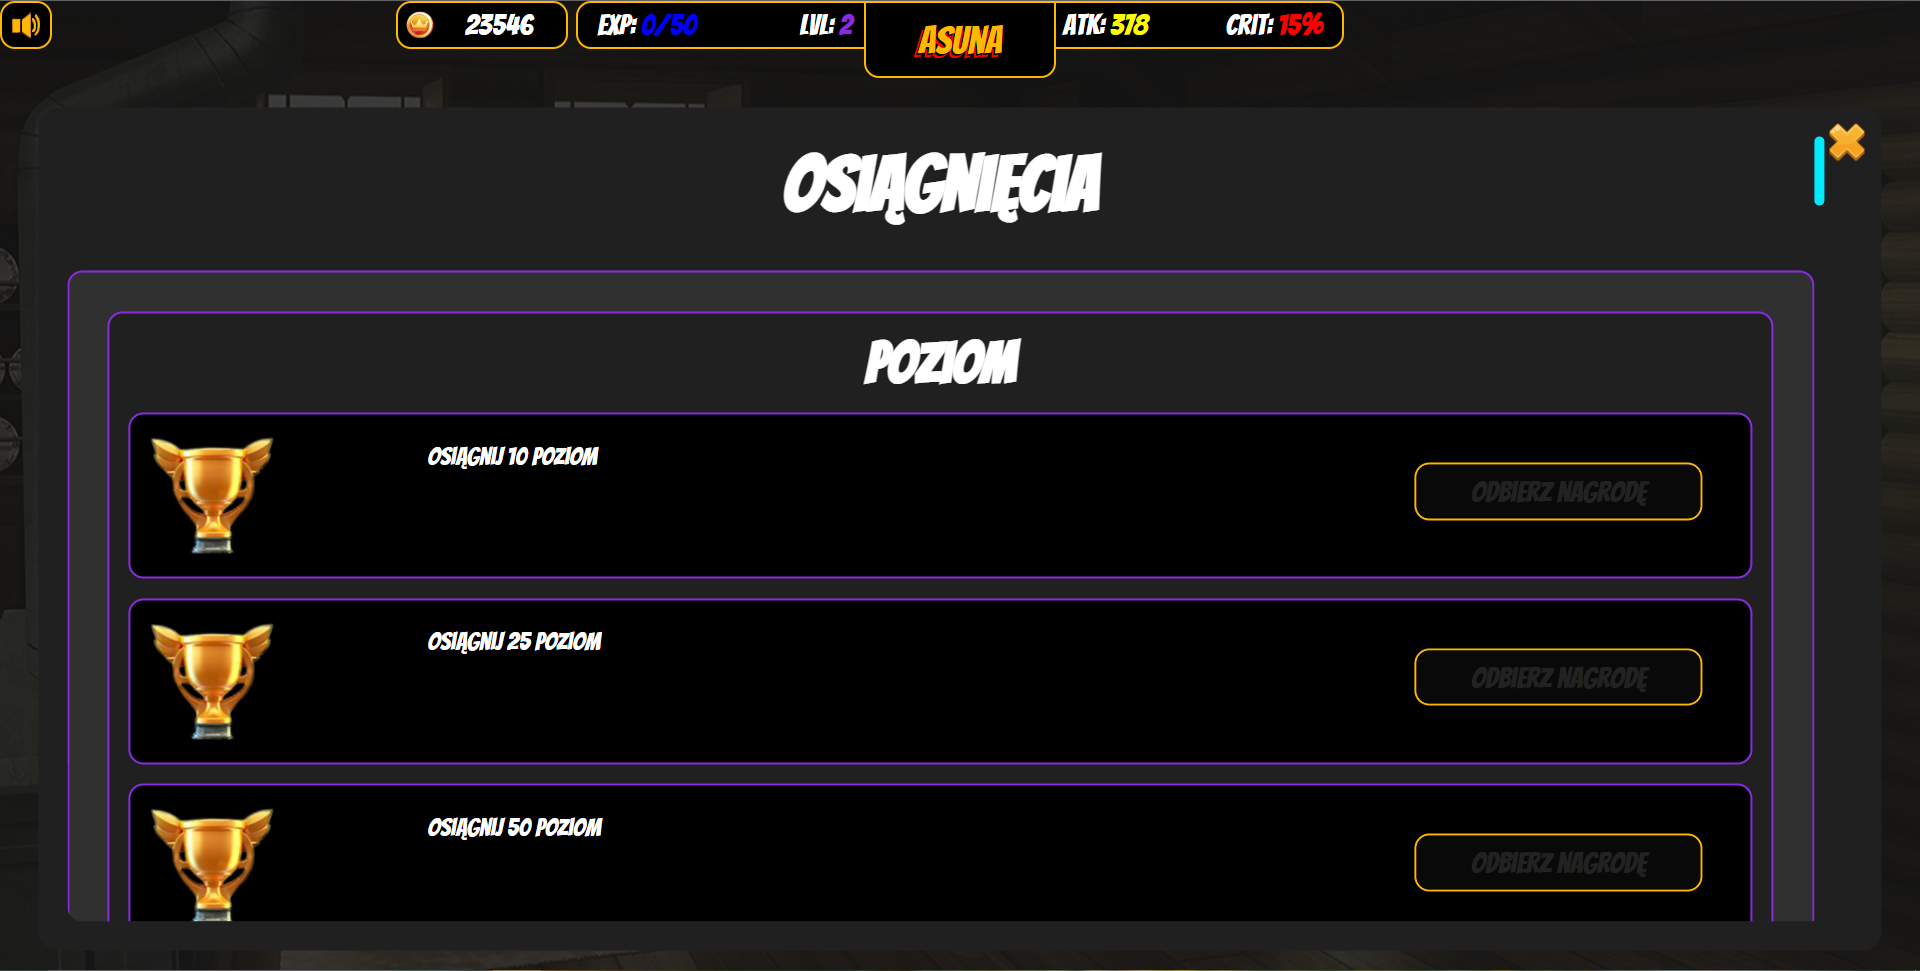 23546
EXP: 0/50 LVL: 2
ASUNA
ATK: 378 CRIT: 15%
OSIĄGNIĘCIA
POZIOM
OSIĄGNIJ 10 POZIOM
ODBIERZ NAGRODĘ
OSIĄGNIJ 25 POZIOM
ODBIERZ NAGRODĘ
OSIĄGNIJ 50 POZIOM
ODBIERZ NAGRODĘ